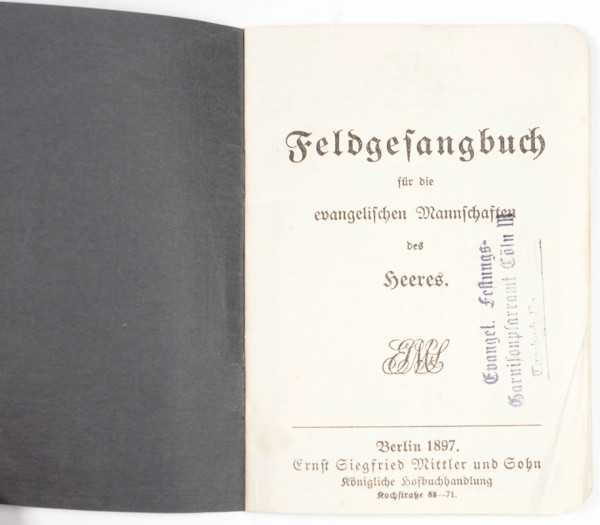 Feldgesangbuch
für die
evangelischen Mannschaften
des
Heeres.
Berlin 1897.
Ernst Siegfried Mittler und Sohn
Königliche Hofbuchhandlung
Kochstraße 68—71.
Evangel. Festungs-
Garnisonpfarramt Cöln